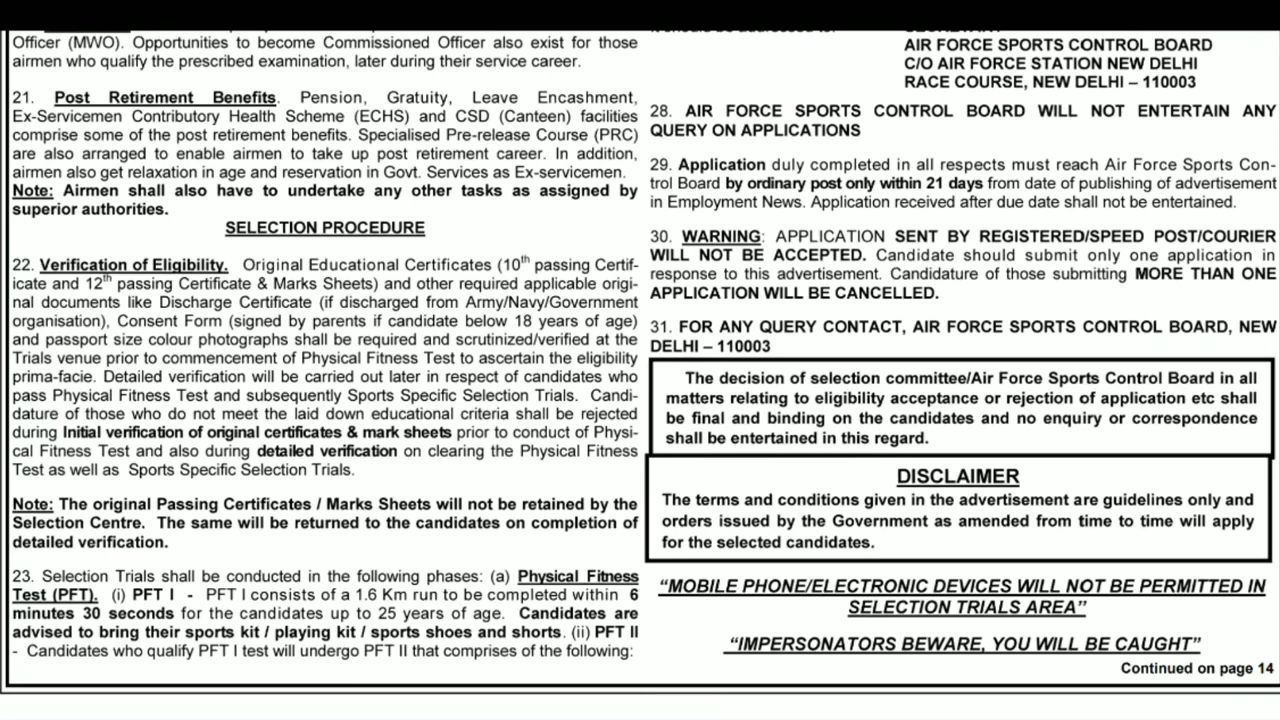 Officer (MWO). Opportunities to become Commissioned Officer also exist for those
airmen who qualify the prescribed examination, later during their service career.
21. Post Retirement Benefits. Pension, Gratuity, Leave Encashment,
Ex-Servicemen Contributory Health Scheme (ECHS) and CSD (Canteen) facilities
comprise some of the post retirement benefits. Specialised Pre-release Course (PRC)
are also arranged to enable airmen to take up post retirement career. In addition,
airmen also get relaxation in age and reservation in Govt. Services as Ex-servicemen.
Note: Airmen shall also have to undertake any other tasks as assigned by
superior authorities.
SELECTION PROCEDURE
22. Verification of Eligibility. Original Educational Certificates (10th passing Certif-
icate and 12th passing Certificate & Marks Sheets) and other required applicable origi-
nal documents like Discharge Certificate (if discharged from Army/Navy/Government
organisation), Consent Form (signed by parents if candidate below 18 years of age)
and passport size colour photographs shall be required and scrutinized/verified at the
Trials venue prior to commencement of Physical Fitness Test to ascertain the eligibility
prima-facie. Detailed verification will be carried out later in respect of candidates who
pass Physical Fitness Test and subsequently Sports Specific Selection Trials. Candi-
dature of those who do not meet the laid down educational criteria shall be rejected
during Initial verification of original certificates & mark sheets prior to conduct of Physi-
cal Fitness Test and also during detailed verification on clearing the Physical Fitness
Test as well as Sports Specific Selection Trials.
Note: The original Passing Certificates / Marks Sheets will not be retained by the
Selection Centre. The same will be returned to the candidates on completion of
detailed verification.
23. Selection Trials shall be conducted in the following phases: (a) Physical Fitness
Test (PFT). (i) PFT I - PFT I consists of a 1.6 Km run to be completed within 6
minutes 30 seconds for the candidates up to 25 years of age. Candidates are
advised to bring their sports kit / playing kit / sports shoes and shorts. (ii) PFT II
- Candidates who qualify PFT I test will undergo PFT II that comprises of the following:
AIR FORCE SPORTS CONTROL BOARD
C/O AIR FORCE STATION NEW DELHI
RACE COURSE, NEW DELHI – 110003
28. AIR FORCE SPORTS CONTROL BOARD WILL NOT ENTERTAIN ANY
QUERY ON APPLICATIONS
29. Application duly completed in all respects must reach Air Force Sports Con-
trol Board by ordinary post only within 21 days from date of publishing of advertisement
in Employment News. Application received after due date shall not be entertained.
30. WARNING: APPLICATION SENT BY REGISTERED/SPEED POST/COURIER
WILL NOT BE ACCEPTED. Candidate should submit only one application in
response to this advertisement. Candidature of those submitting MORE THAN ONE
APPLICATION WILL BE CANCELLED.
31. FOR ANY QUERY CONTACT, AIR FORCE SPORTS CONTROL BOARD, NEW
DELHI – 110003
The decision of selection committee/Air Force Sports Control Board in all
matters relating to eligibility acceptance or rejection of application etc shall
be final and binding on the candidates and no enquiry or correspondence
shall be entertained in this regard.
DISCLAIMER
The terms and conditions given in the advertisement are guidelines only and
orders issued by the Government as amended from time to time will apply
for the selected candidates.
“MOBILE PHONE/ELECTRONIC DEVICES WILL NOT BE PERMITTED IN
SELECTION TRIALS AREA”
“IMPERSONATORS BEWARE, YOU WILL BE CAUGHT”
Continued on page 14